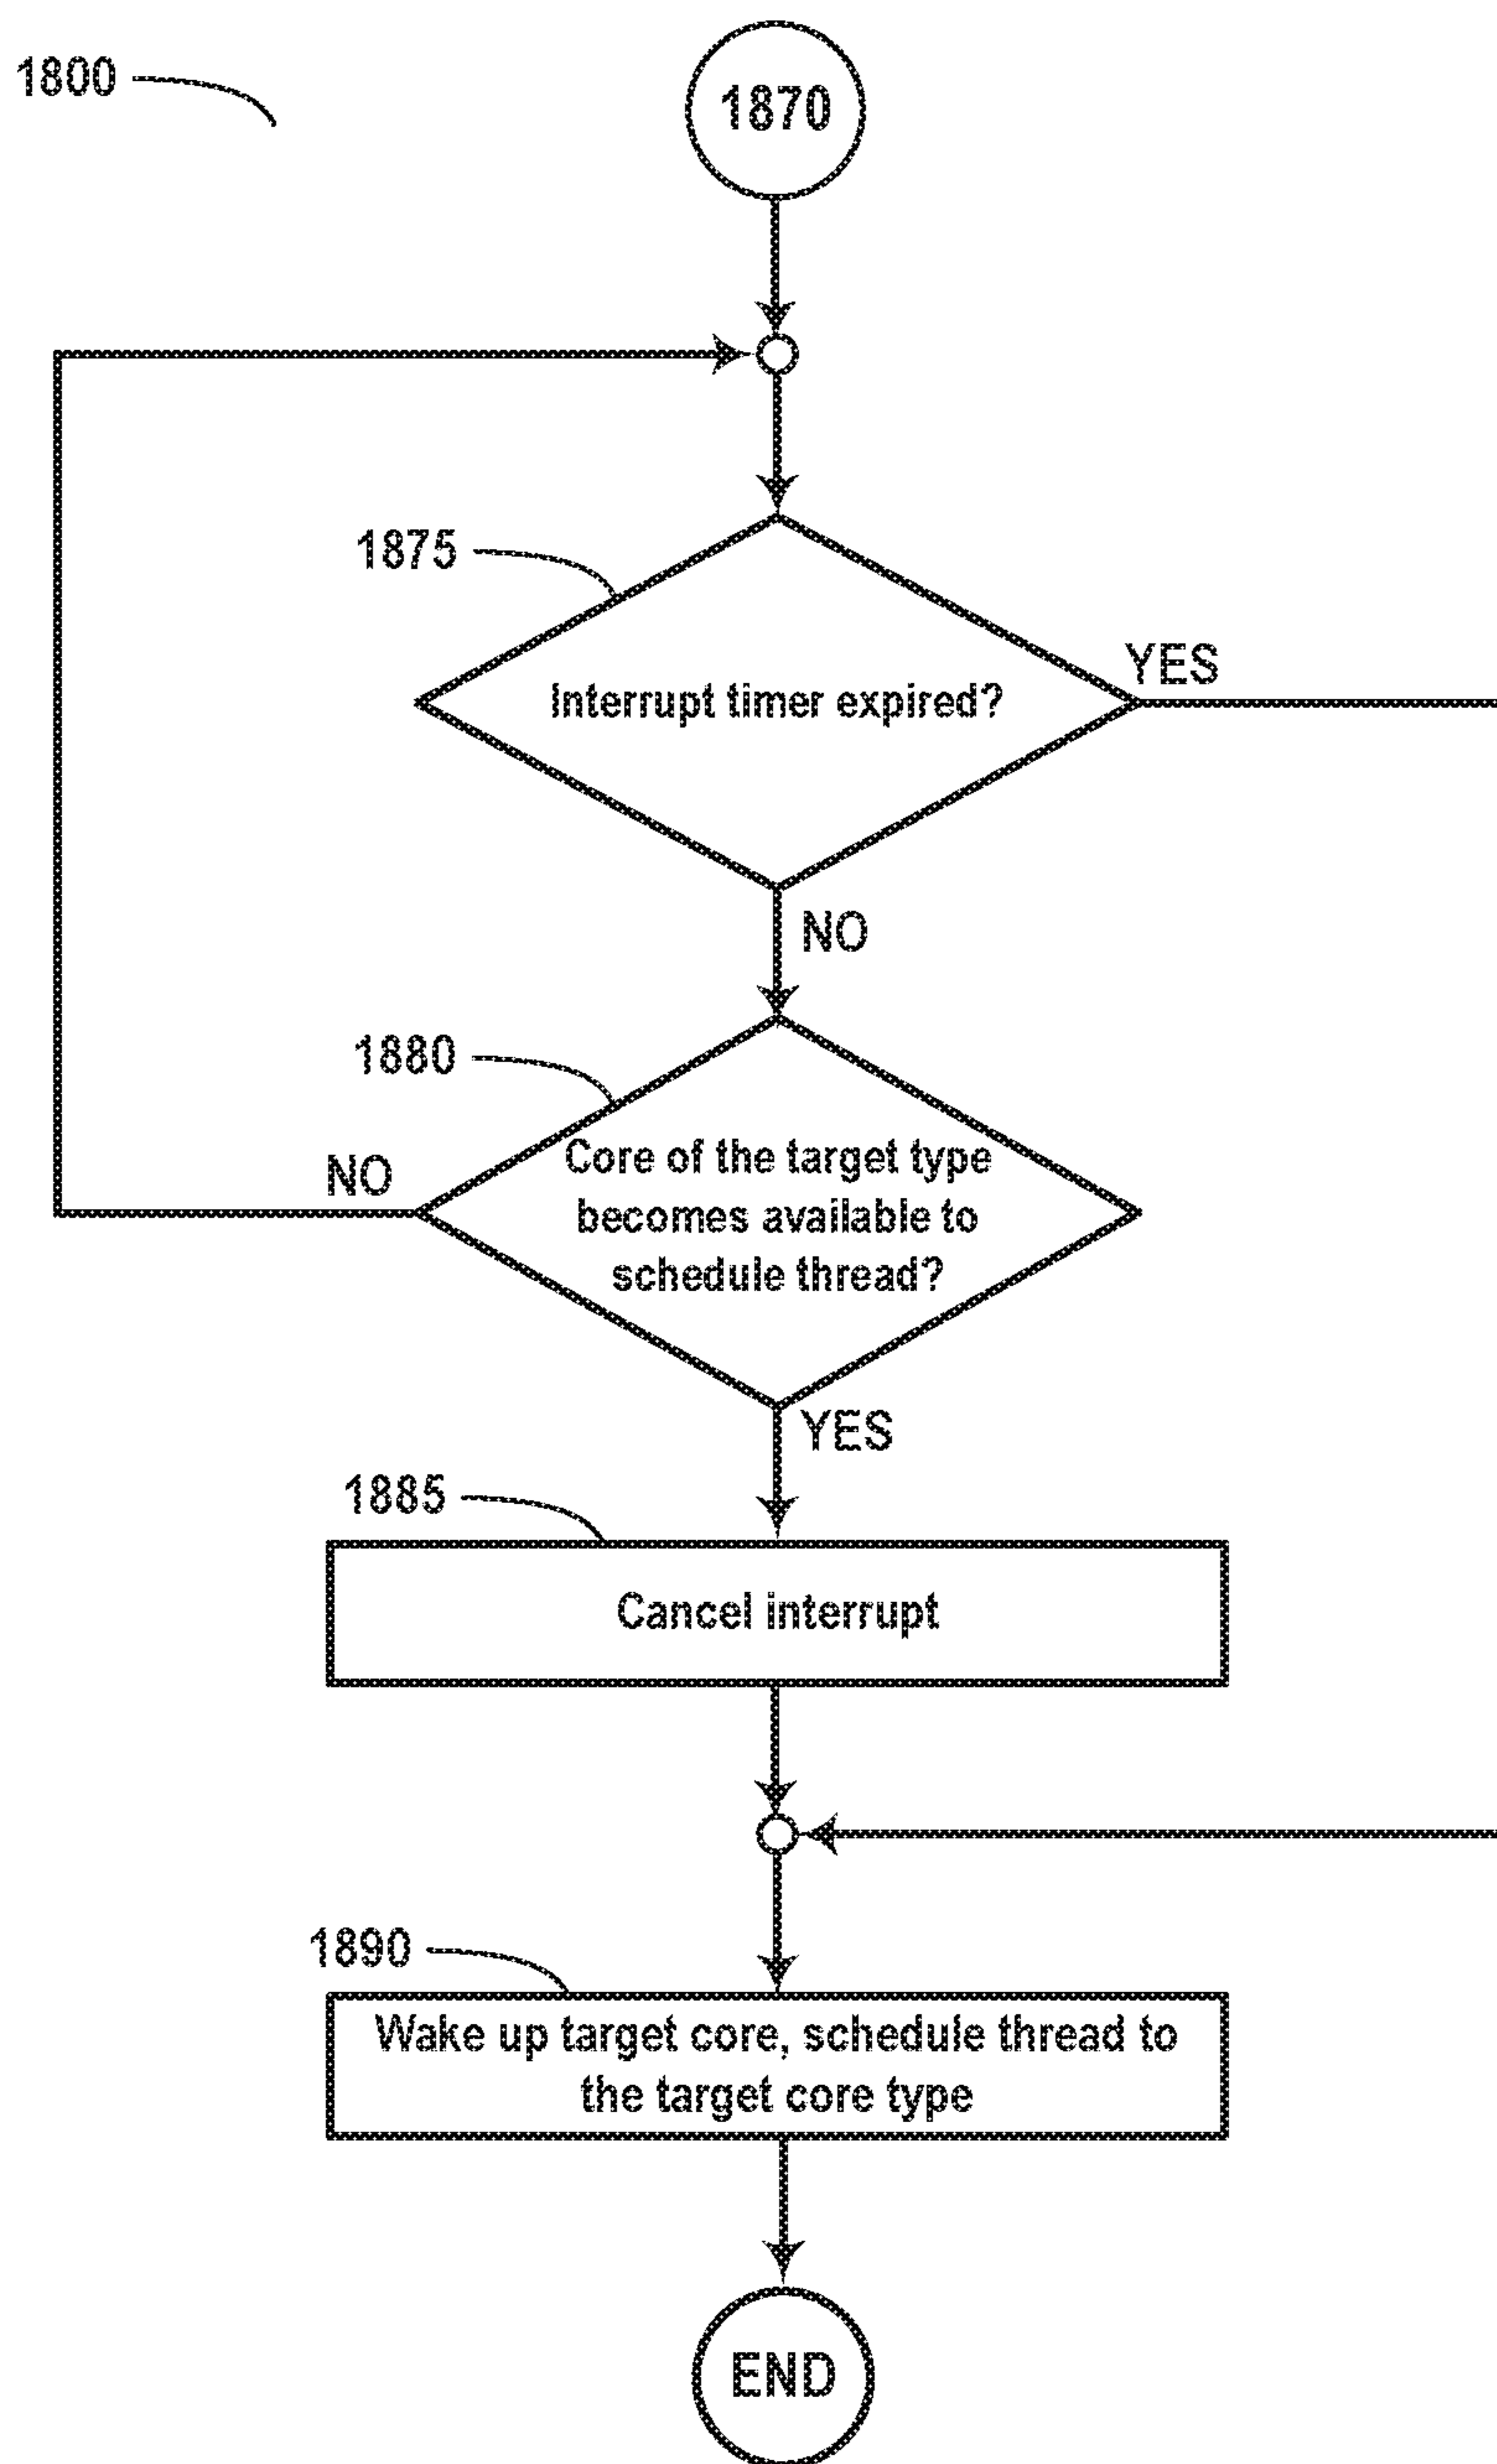 1800
1870
1875
Interrupt timer expired?
YES
NO
1880
Core of the target type
becomes available to
schedule thread?
NO
YES
1885
Cancel interrupt
1890
Wake up target core, schedule thread to
the target core type
END